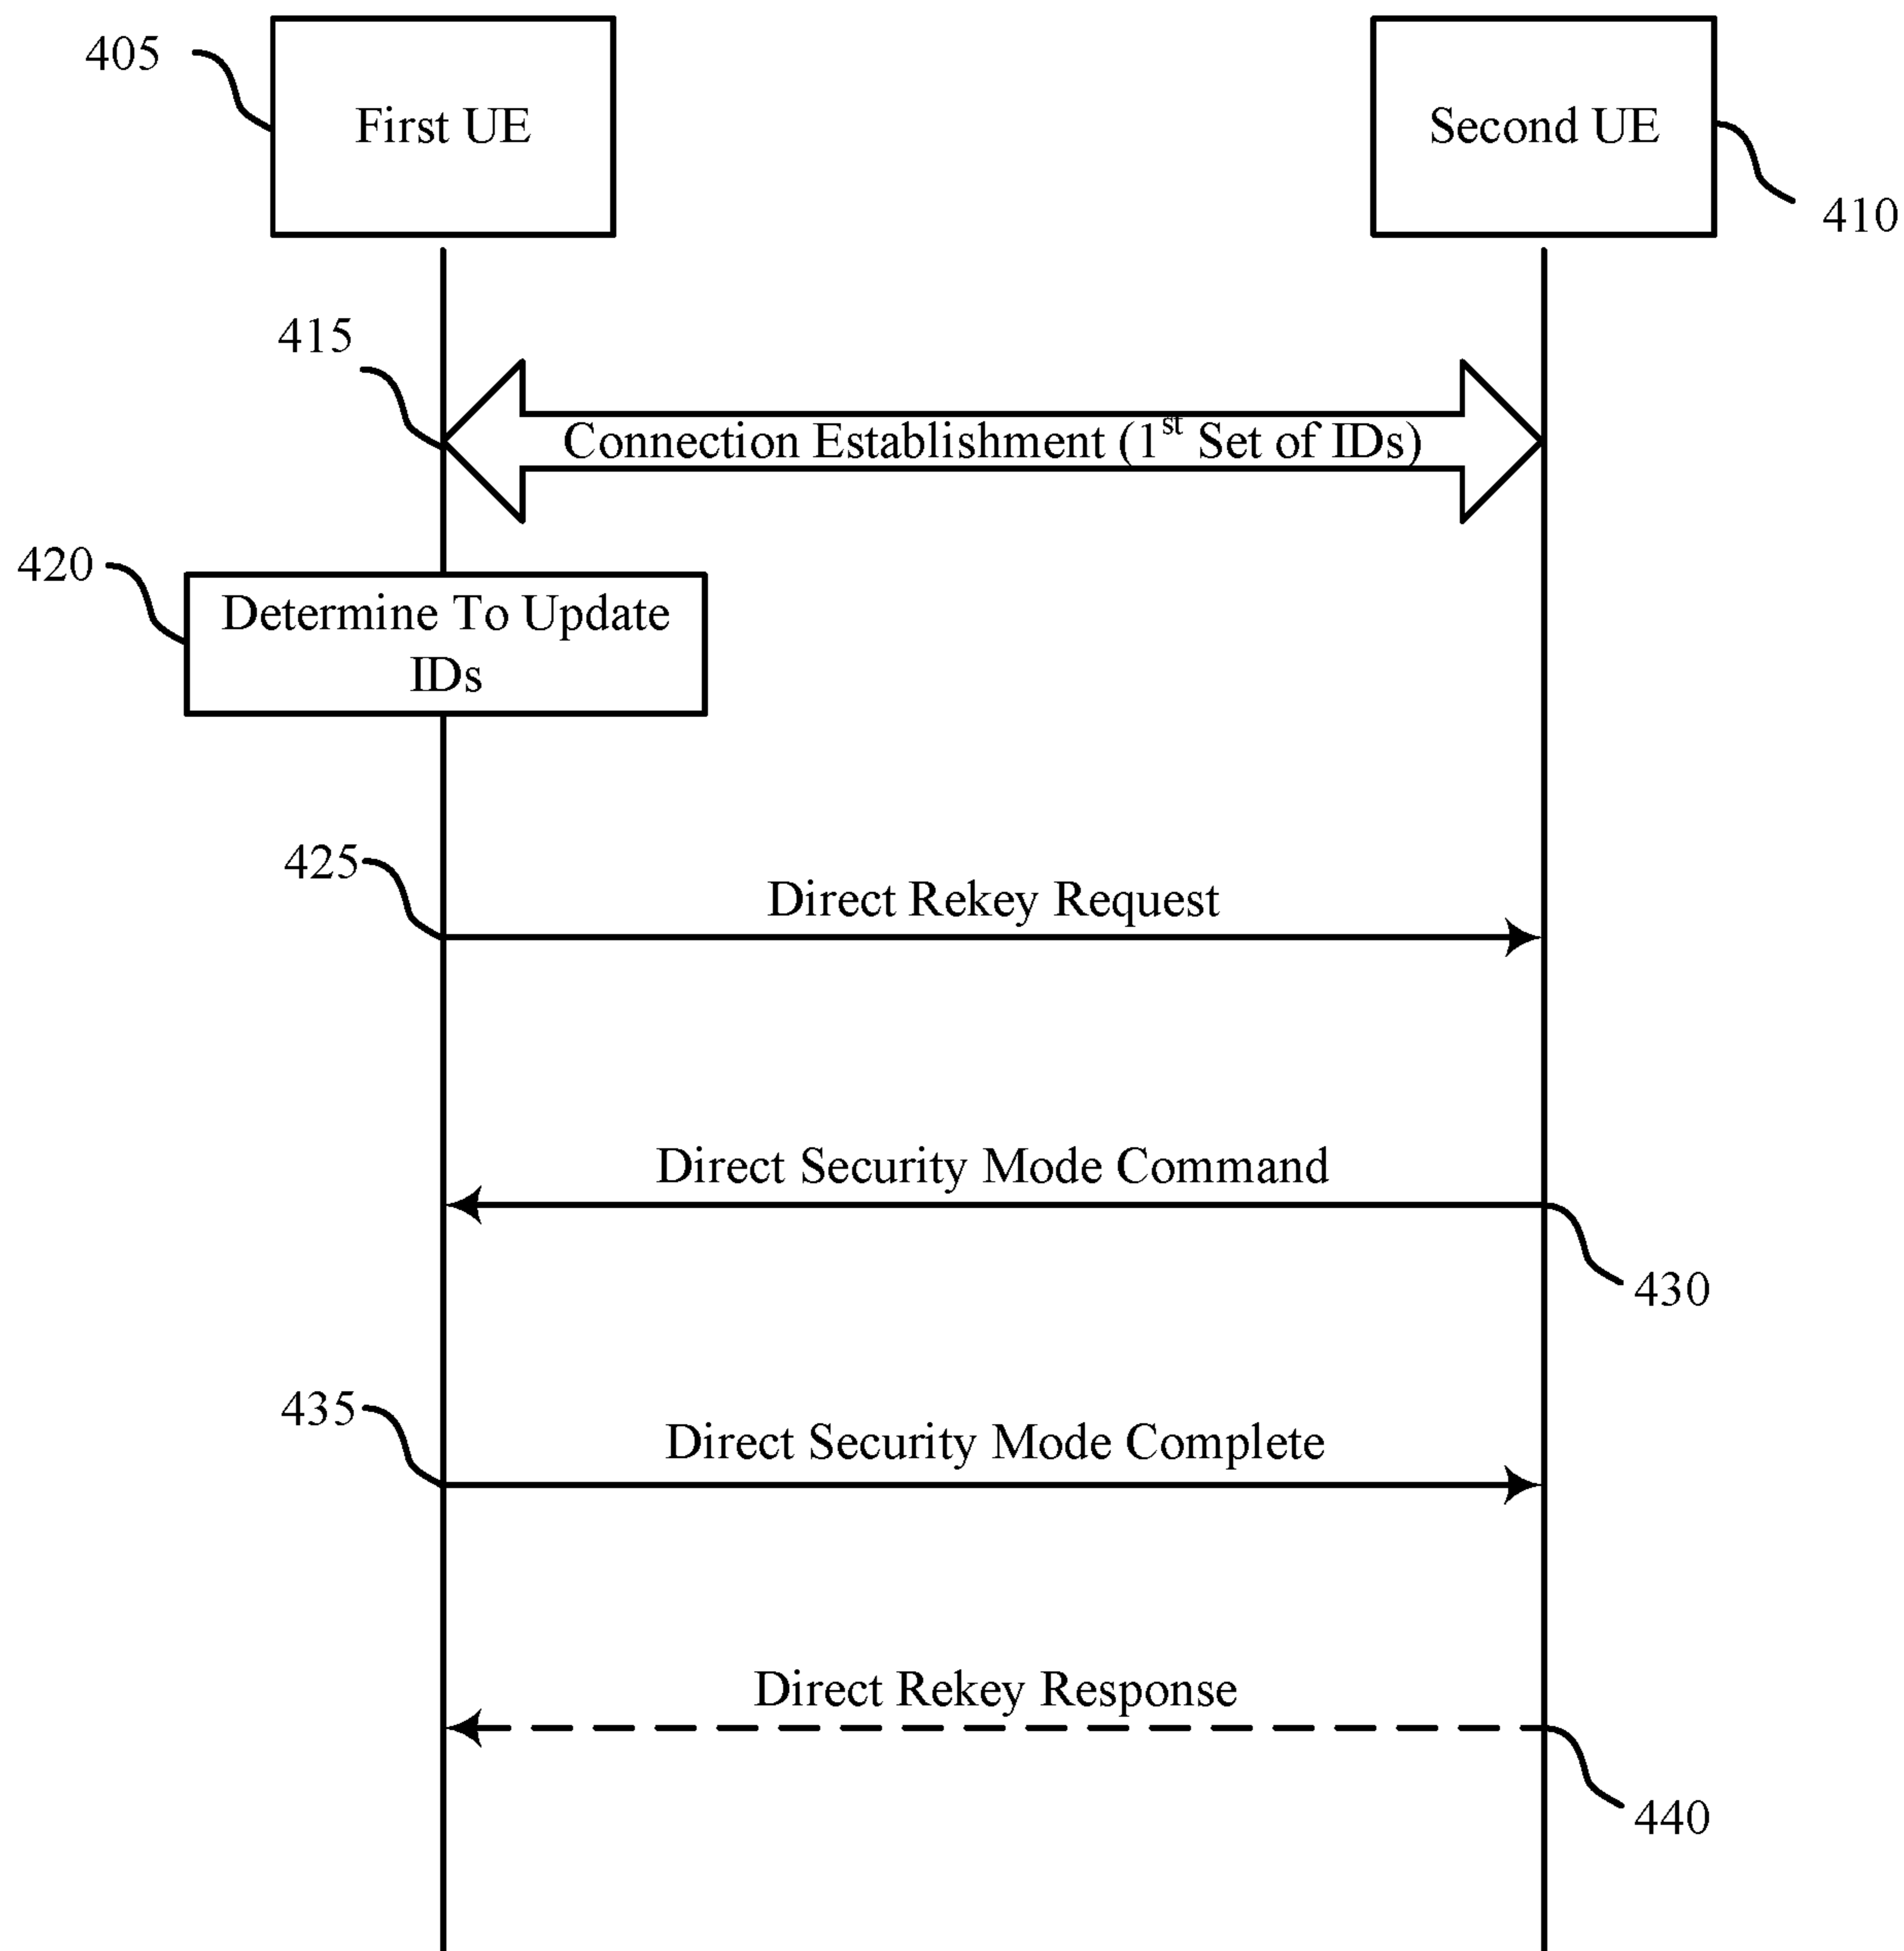 405
First UE
Second UE
410
415
Connection Establishment (1st Set of IDs)
420
Determine To Update
IDs
425
Direct Rekey Request
Direct Security Mode Command
430
435
Direct Security Mode Complete
Direct Rekey Response
440